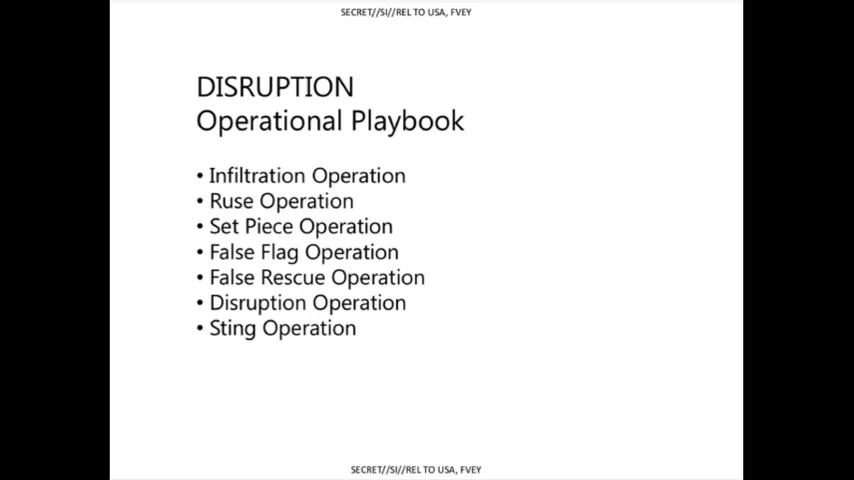 SECRET//SI//REL TO USA, FVEY
DISRUPTION
Operational Playbook
• Infiltration Operation
• Ruse Operation
• Set Piece Operation
• False Flag Operation
• False Rescue Operation
• Disruption Operation
• Sting Operation
SECRET//SI//REL TO USA, FVEY